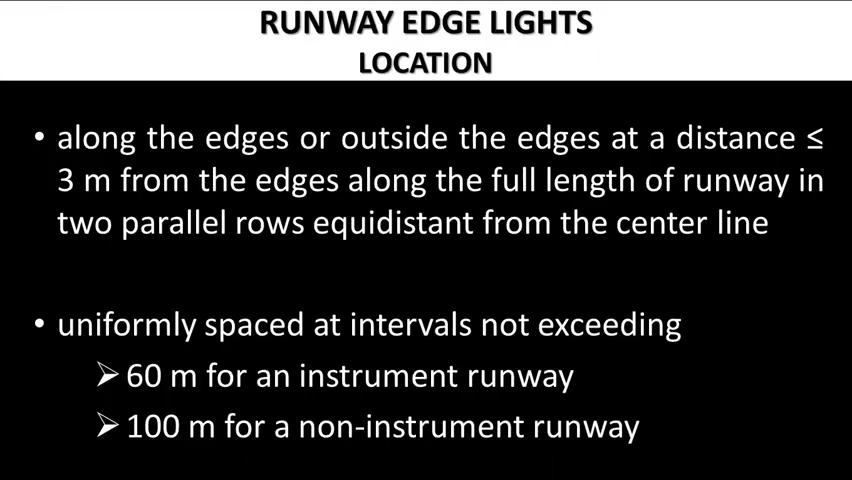 RUNWAY EDGE LIGHTS
LOCATION
• along the edges or outside the edges at a distance ≤
3 m from the edges along the full length of runway in
two parallel rows equidistant from the center line
• uniformly spaced at intervals not exceeding
➢ 60 m for an instrument runway
➢ 100 m for a non-instrument runway